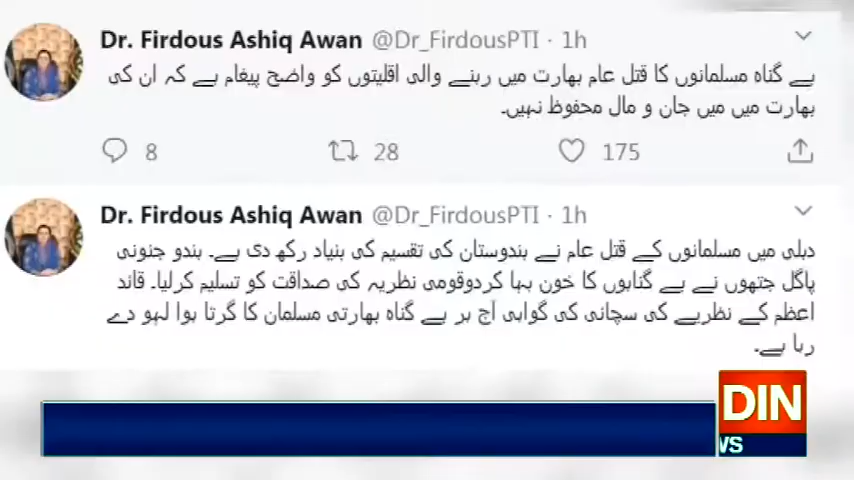 Dr. Firdous Ashiq Awan @Dr_FirdousPTI · 1h
بے گناہ مسلمانوں کا قتل عام بھارت میں رہنے والی اقلیتوں کو واضح پیغام ہے کہ ان کی
بھارت میں میں جان و مال محفوظ نہیں۔
8 28 175
Dr. Firdous Ashiq Awan @Dr_FirdousPTI · 1h
دہلی میں مسلمانوں کے قتل عام نے ہندوستان کی تقسیم کی بنیاد رکھ دی ہے۔ ہندو جنونی
پاگل جتھوں نے بے گناہوں کا خون بہا کردوقومی نظریہ کی صداقت کو تسلیم کرلیا۔ قائد
اعظم کے نظریے کی سچائی کی گواہی آج ہر بے گناہ بھارتی مسلمان کا گرتا ہوا لہو دے
رہا ہے۔
DIN
WS